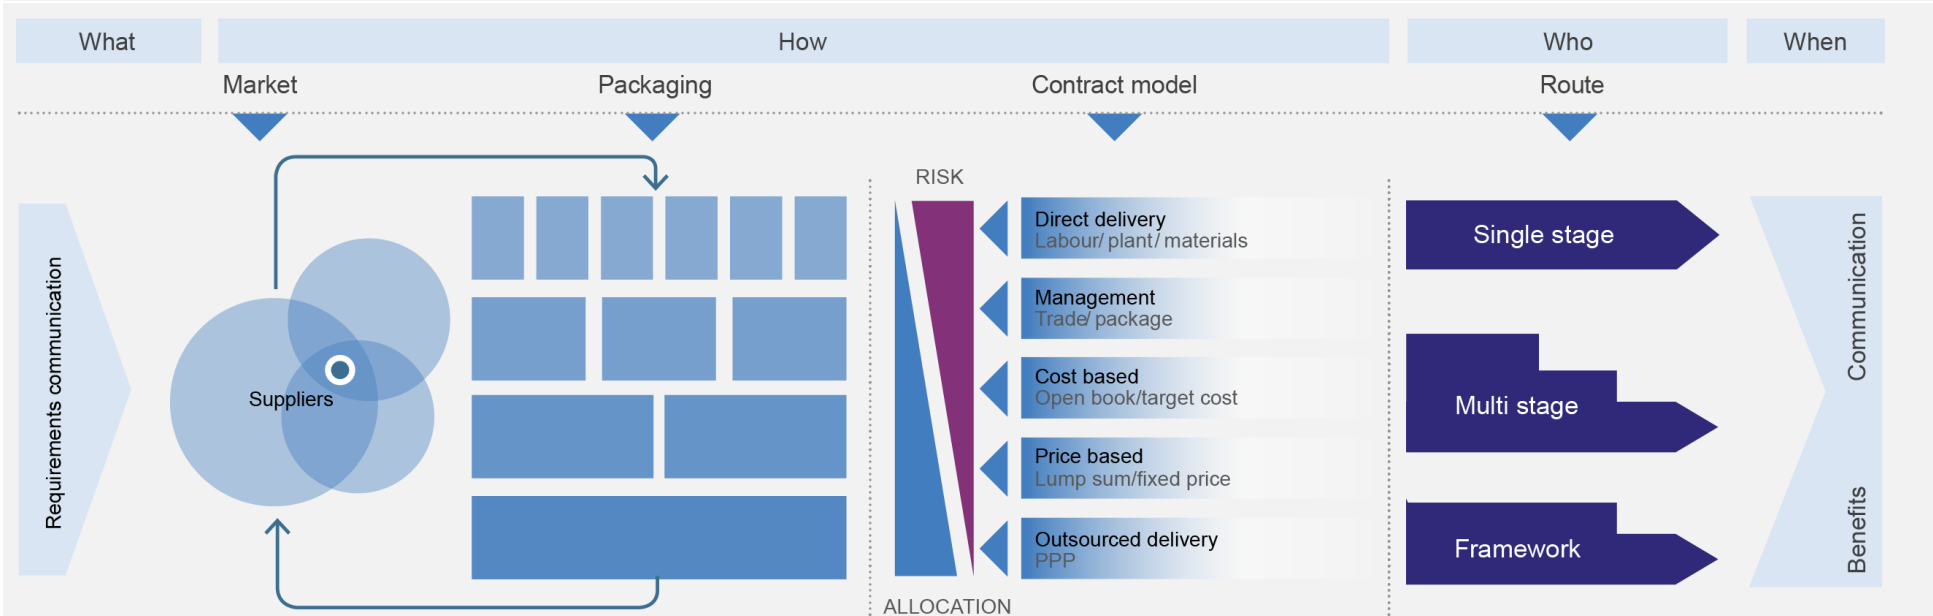 What
How
Who
When
Market
Packaging
Contract model
Route
Requirements communication
Suppliers
RISK
ALLOCATION
Direct delivery
Labour/ plant/ materials
Management
Trade/ package
Cost based
Open book/target cost
Price based
Lump sum/fixed price
Outsourced delivery
PPP
Single stage
Multi stage
Framework
Communication
Benefits